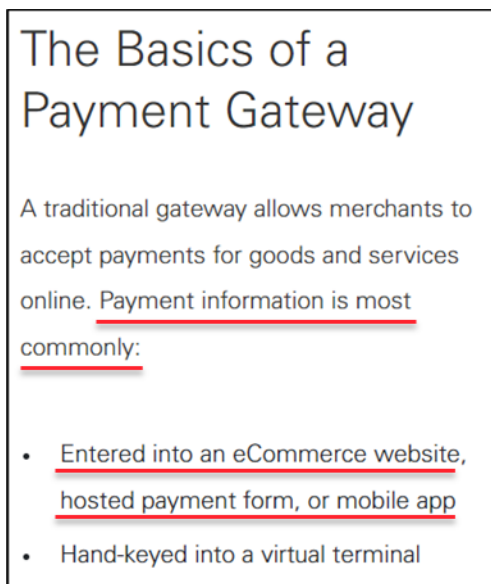 The Basics of a
Payment Gateway
A traditional gateway allows merchants to
accept payments for goods and services
online. Payment information is most
commonly:
• Entered into an eCommerce website,
hosted payment form, or mobile app
• Hand-keyed into a virtual terminal